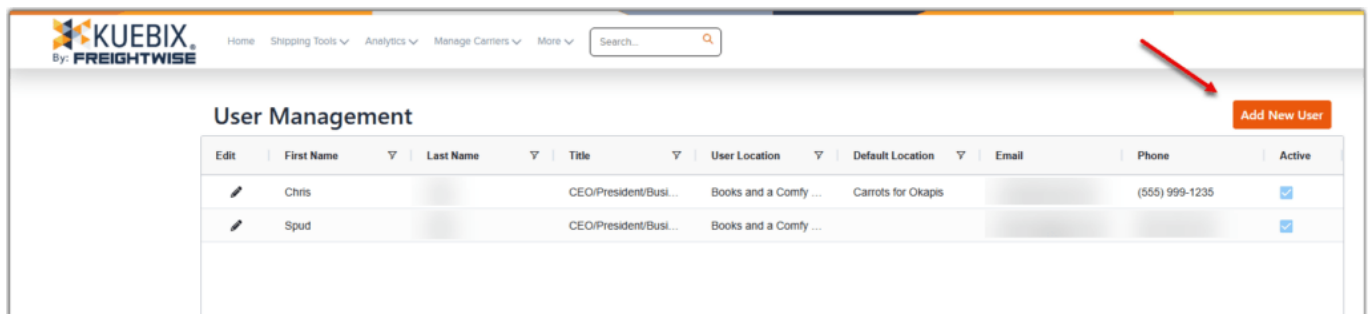 KUEBIX
By: FREIGHTWISE
Home Shipping Tools Analytics Manage Carriers More Search...
User Management
Add New User
Edit First Name Last Name Title User Location Default Location Email Phone Active
Chris CEO/President/Busi... Books and a Comfy ... Carrots for Okapis (555) 999-1235
Spud CEO/President/Busi... Books and a Comfy ...